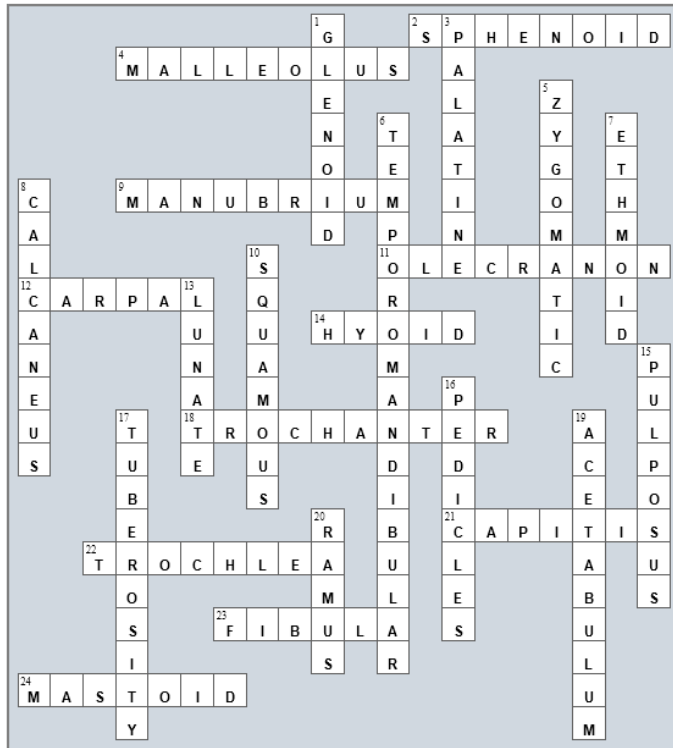 1 G 2 S 3 P H E N O I D
4 M A L L E O L U S A
E L 5 Z
N 6 T A Y 7 E
O E T G T
8 C 9 M A N U B R I U M I O H
A D P N M M
L 10 S 11 O L E C R A N O N
12 C A R P A 13 L Q R T I
A U U 14 H Y O I D I D
N N A M C 15 P
E A M A 16 P U
U 17 T 18 T R O C H A N T E R 19 A L
S U E U D D C P
B S I I E O
E 20 R B 21 C A P I T I S
22 T R O C H L E A U L A U
O M L E B S
S 23 F I B U L A S U
I S R L
24 M A S T O I D U
Y M